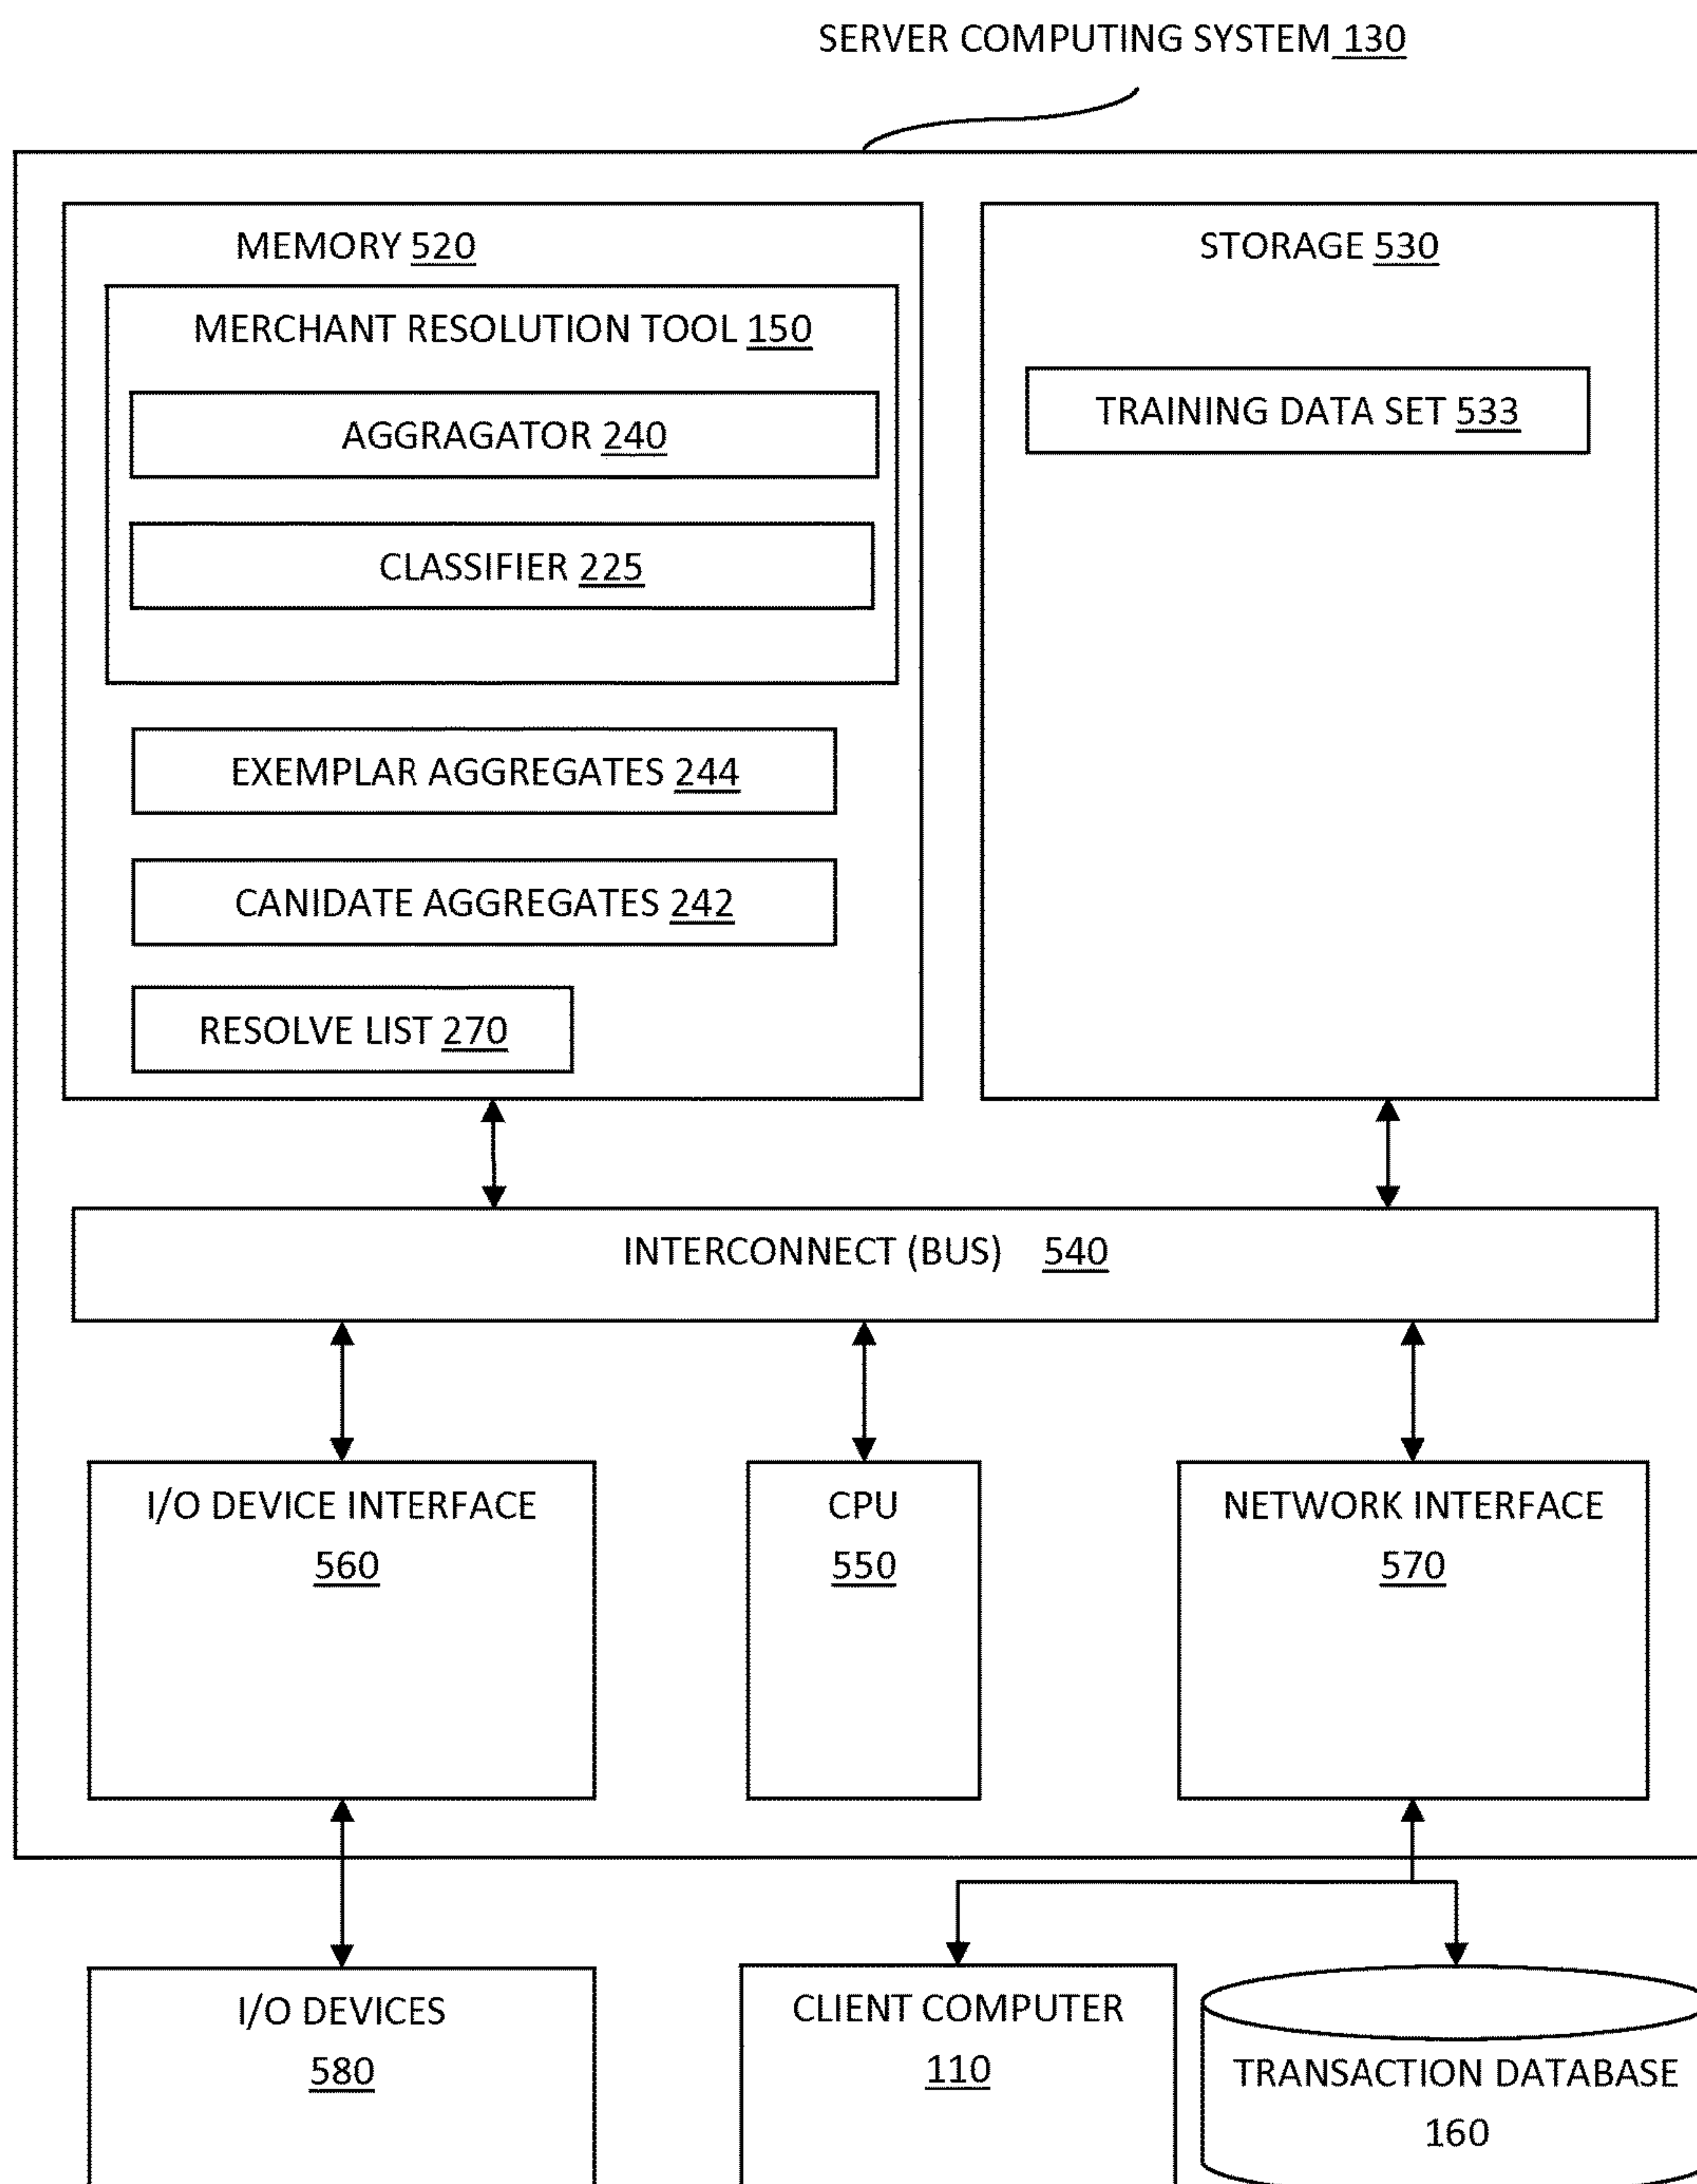 SERVER COMPUTING SYSTEM 130
MEMORY 520
STORAGE 530
MERCHANT RESOLUTION TOOL 150
TRAINING DATA SET 533
AGGRAGATOR 240
CLASSIFIER 225
EXEMPLAR AGGREGATES 244
CANIDATE AGGREGATES 242
RESOLVE LIST 270
INTERCONNECT (BUS) 540
I/O DEVICE INTERFACE
560
CPU
550
NETWORK INTERFACE
570
I/O DEVICES
580
CLIENT COMPUTER
110
TRANSACTION DATABASE
160